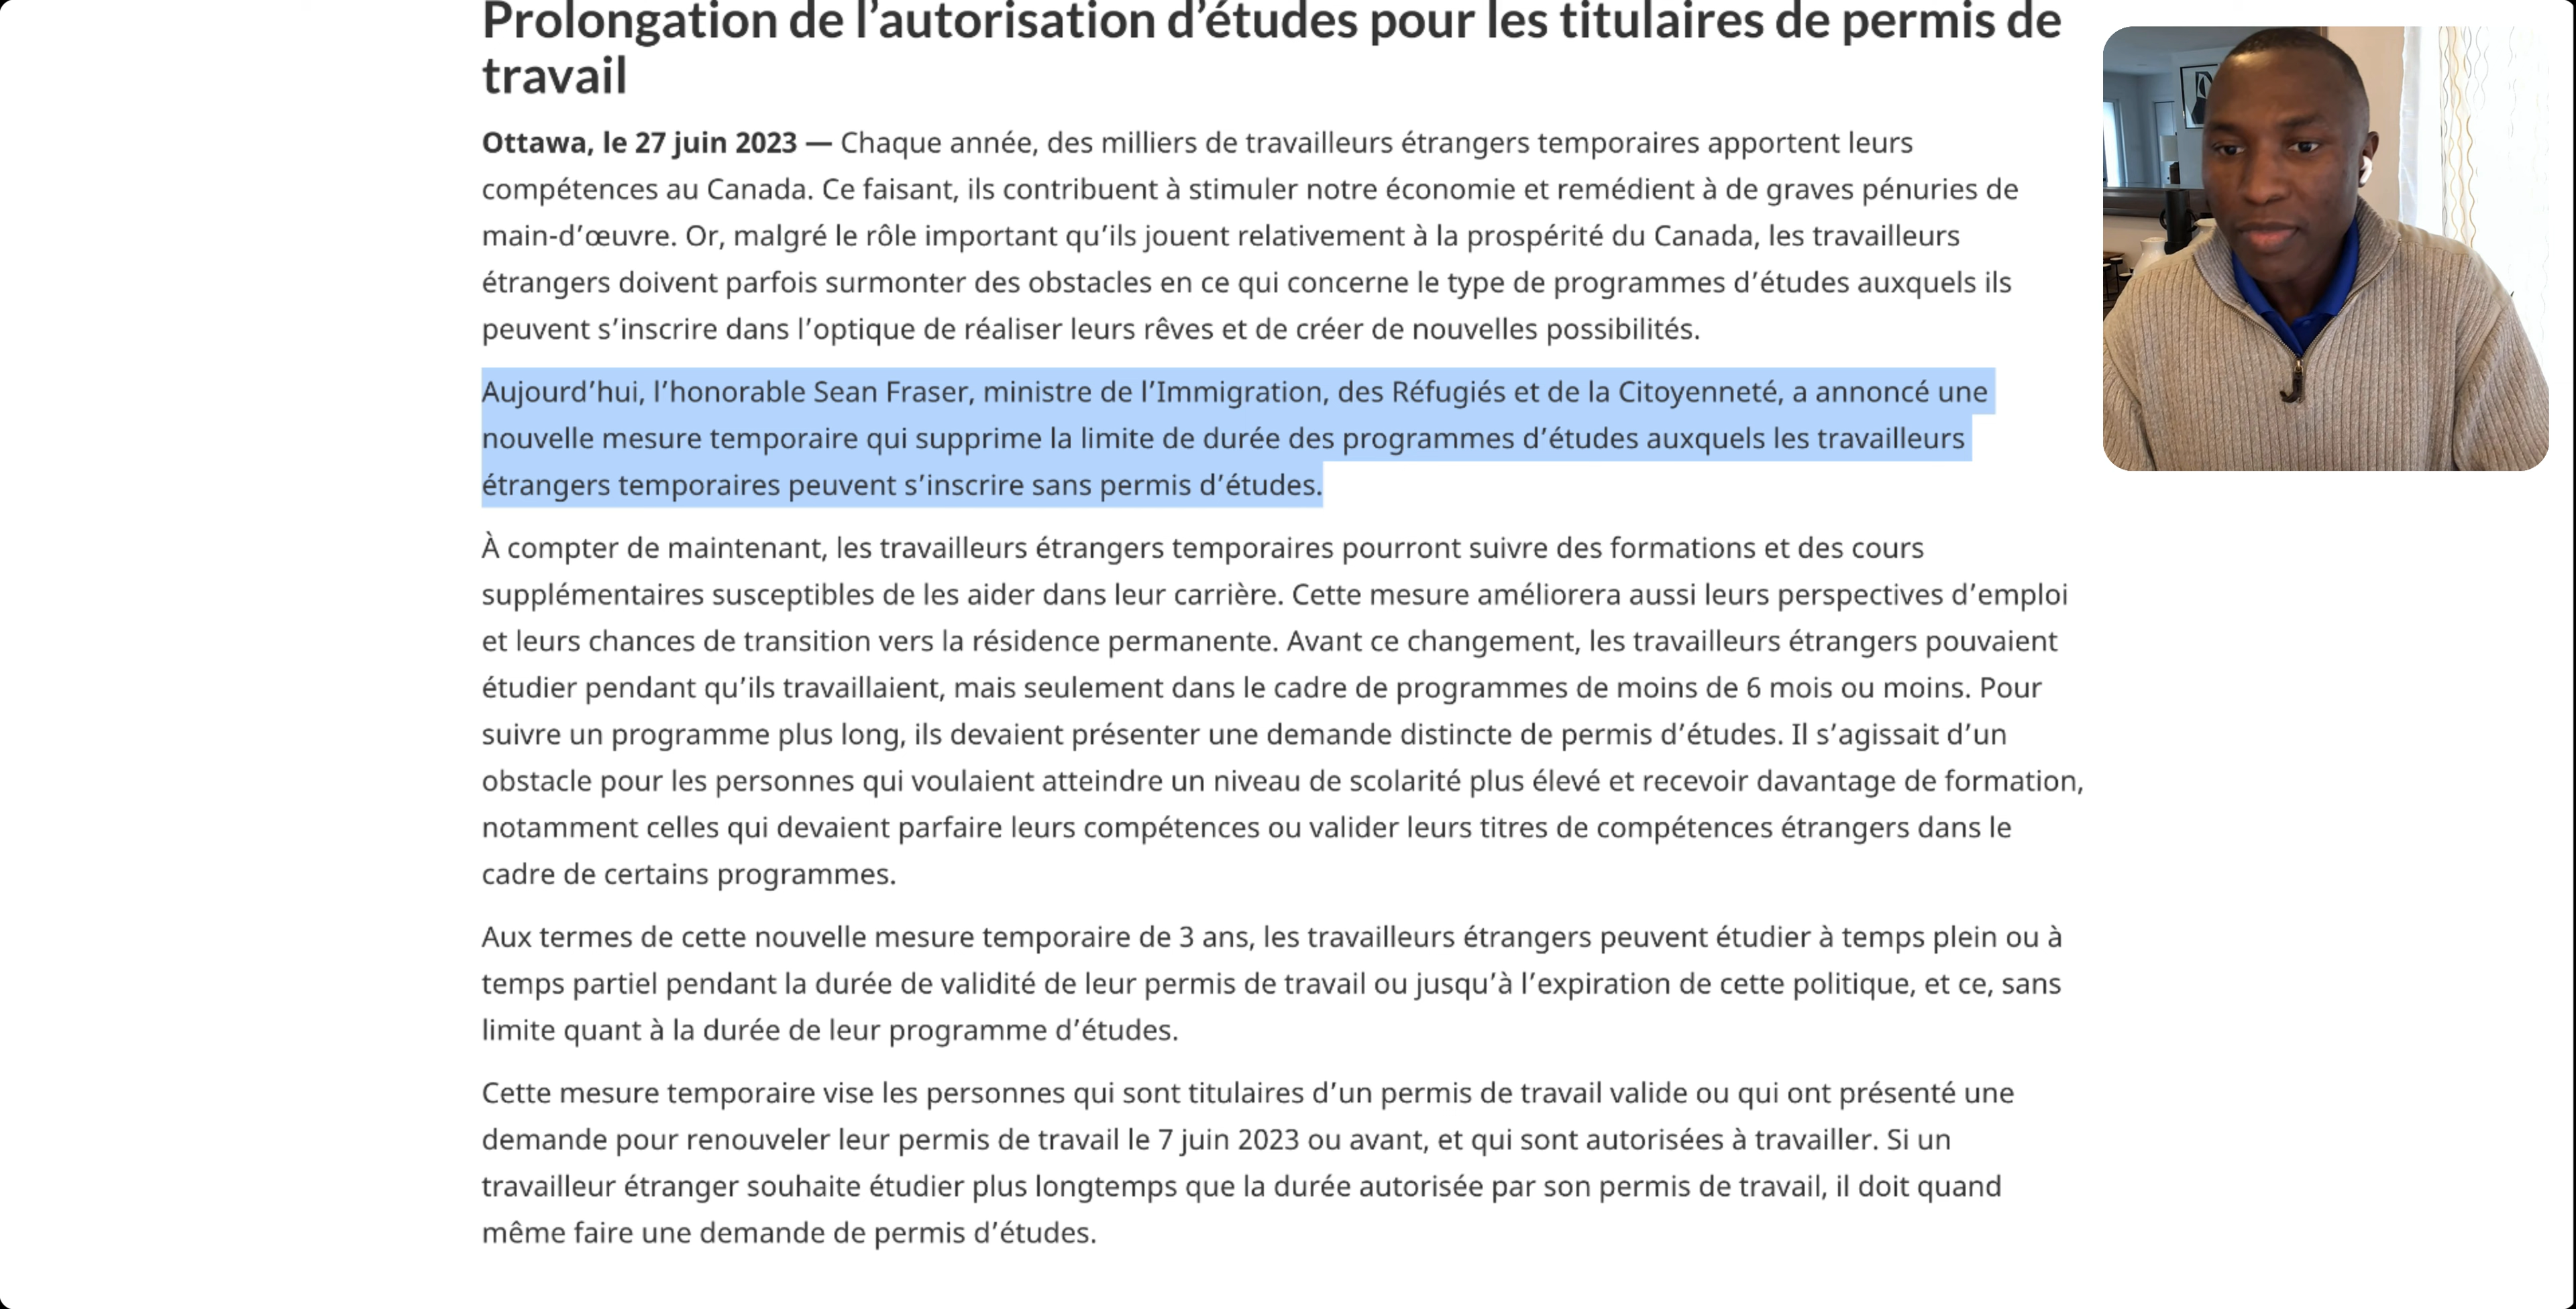 Prolongation de l’autorisation d’études pour les titulaires de permis de
travail
Ottawa, le 27 juin 2023 — Chaque année, des milliers de travailleurs étrangers temporaires apportent leurs
compétences au Canada. Ce faisant, ils contribuent à stimuler notre économie et remédient à de graves pénuries de
main-d’œuvre. Or, malgré le rôle important qu’ils jouent relativement à la prospérité du Canada, les travailleurs
étrangers doivent parfois surmonter des obstacles en ce qui concerne le type de programmes d’études auxquels ils
peuvent s’inscrire dans l’optique de réaliser leurs rêves et de créer de nouvelles possibilités.
Aujourd’hui, l’honorable Sean Fraser, ministre de l’Immigration, des Réfugiés et de la Citoyenneté, a annoncé une
nouvelle mesure temporaire qui supprime la limite de durée des programmes d’études auxquels les travailleurs
étrangers temporaires peuvent s’inscrire sans permis d’études.
À compter de maintenant, les travailleurs étrangers temporaires pourront suivre des formations et des cours
supplémentaires susceptibles de les aider dans leur carrière. Cette mesure améliorera aussi leurs perspectives d’emploi
et leurs chances de transition vers la résidence permanente. Avant ce changement, les travailleurs étrangers pouvaient
étudier pendant qu’ils travaillaient, mais seulement dans le cadre de programmes de moins de 6 mois ou moins. Pour
suivre un programme plus long, ils devaient présenter une demande distincte de permis d’études. Il s’agissait d’un
obstacle pour les personnes qui voulaient atteindre un niveau de scolarité plus élevé et recevoir davantage de formation,
notamment celles qui devaient parfaire leurs compétences ou valider leurs titres de compétences étrangers dans le
cadre de certains programmes.
Aux termes de cette nouvelle mesure temporaire de 3 ans, les travailleurs étrangers peuvent étudier à temps plein ou à
temps partiel pendant la durée de validité de leur permis de travail ou jusqu’à l’expiration de cette politique, et ce, sans
limite quant à la durée de leur programme d’études.
Cette mesure temporaire vise les personnes qui sont titulaires d’un permis de travail valide ou qui ont présenté une
demande pour renouveler leur permis de travail le 7 juin 2023 ou avant, et qui sont autorisées à travailler. Si un
travailleur étranger souhaite étudier plus longtemps que la durée autorisée par son permis de travail, il doit quand
même faire une demande de permis d’études.